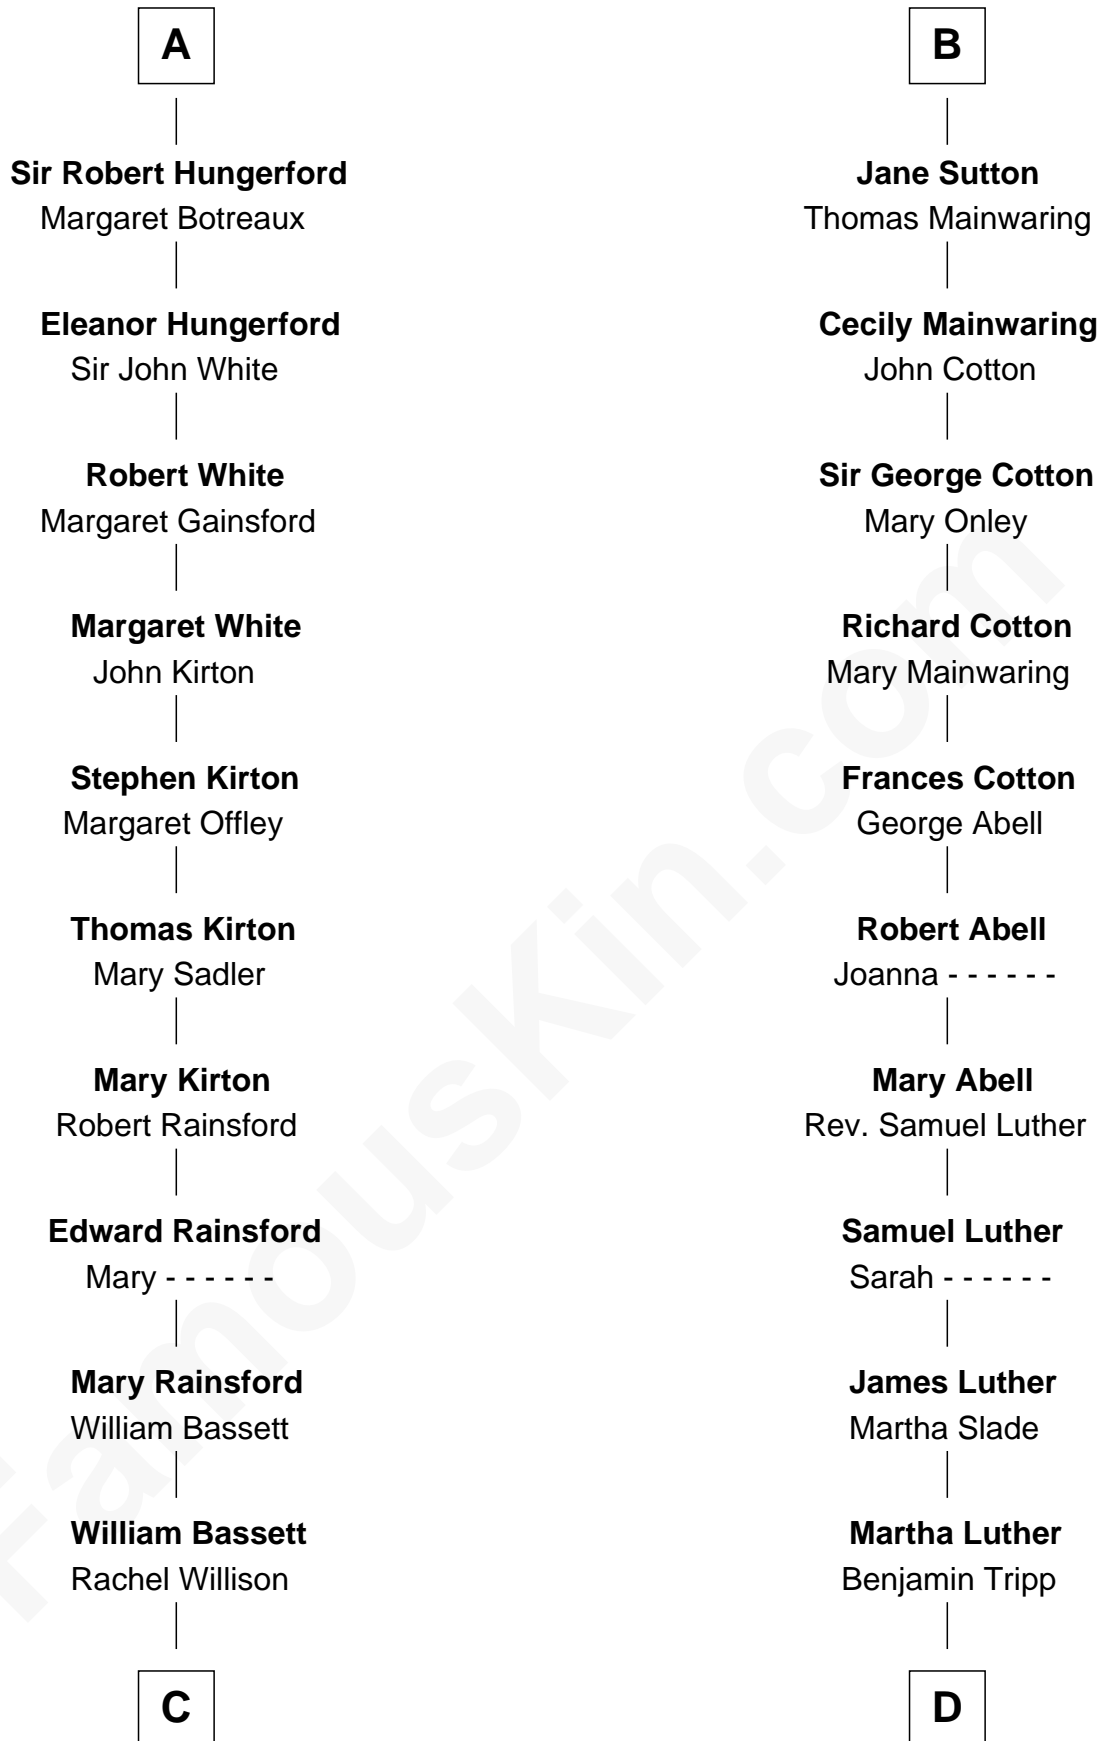 A
Sir Robert Hungerford
Margaret Botreaux
Eleanor Hungerford
Sir John White
Robert White
Margaret Gainsford
Margaret White
John Kirton
Stephen Kirton
Margaret Offley
Thomas Kirton
Mary Sadler
Mary Kirton
Robert Rainsford
Edward Rainsford
Mary - - - - - -
Mary Rainsford
William Bassett
William Bassett
Rachel Willison
C
B
Jane Sutton
Thomas Mainwaring
Cecily Mainwaring
John Cotton
Sir George Cotton
Mary Onley
Richard Cotton
Mary Mainwaring
Frances Cotton
George Abell
Robert Abell
Joanna - - - - - -
Mary Abell
Rev. Samuel Luther
Samuel Luther
Sarah - - - - - -
James Luther
Martha Slade
Martha Luther
Benjamin Tripp
D
FamousKin.com